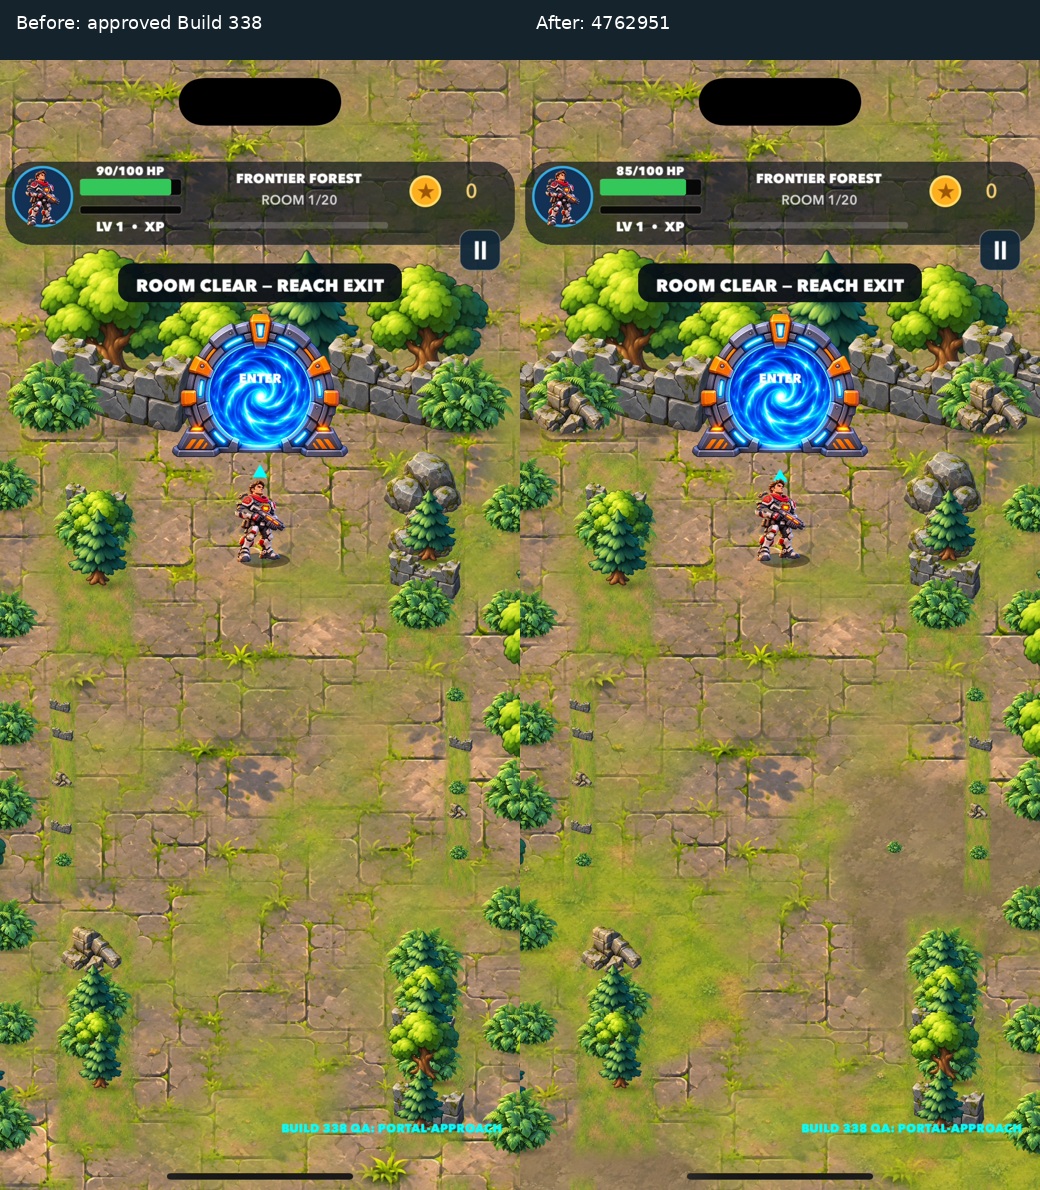 Before: approved Build 338
After: 4762951
90/100 HP
FRONTIER FOREST
ROOM 1/20
0
LV 1 • XP
ROOM CLEAR – REACH EXIT
ENTER
BUILD 338 QA: PORTAL-APPROACH
85/100 HP
FRONTIER FOREST
ROOM 1/20
0
LV 1 • XP
ROOM CLEAR – REACH EXIT
ENTER
BUILD 338 QA: PORTAL-APPROACH